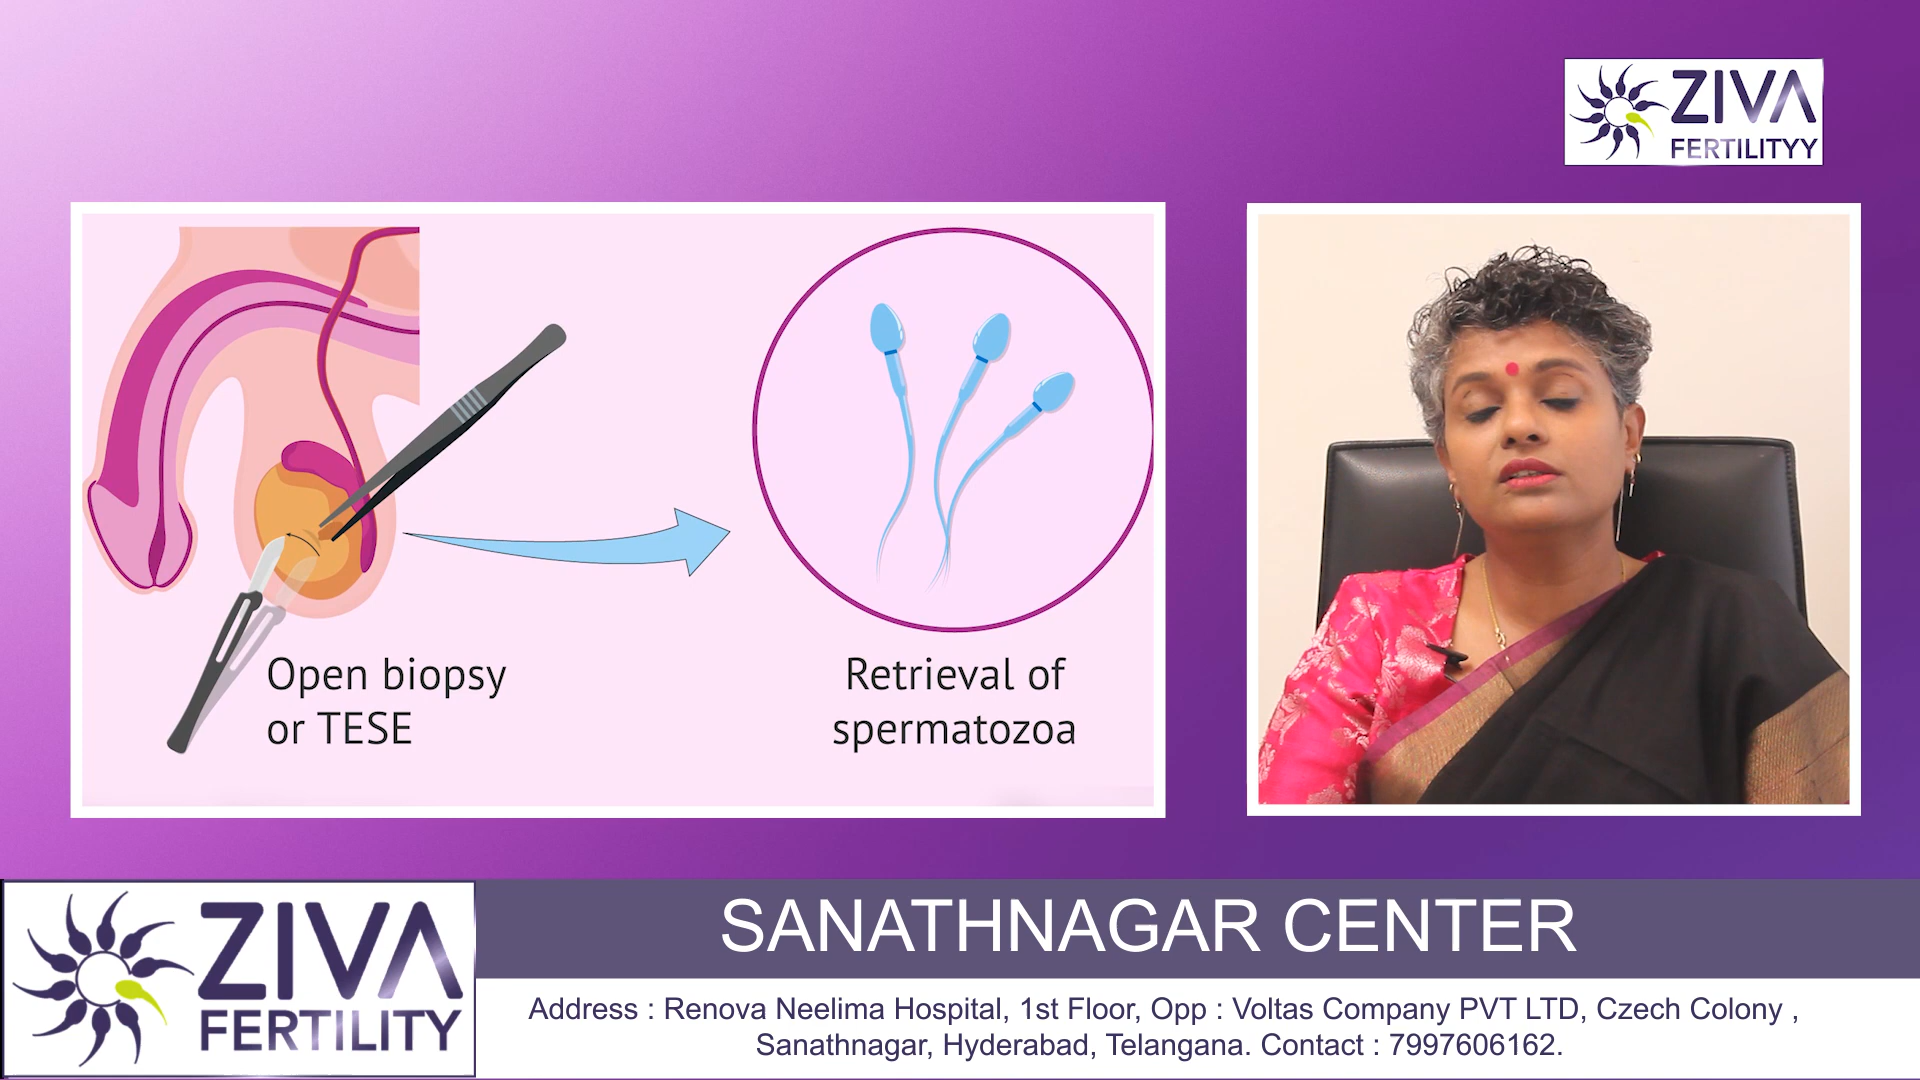 ZIVA
FERTILITYY
Open biopsy
or TESE
Retrieval of
spermatozoa
ZIVA
FERTILITY
SANATHNAGAR CENTER
Address : Renova Neelima Hospital, 1st Floor, Opp : Voltas Company PVT LTD, Czech Colony ,
Sanathnagar, Hyderabad, Telangana. Contact : 7997606162.